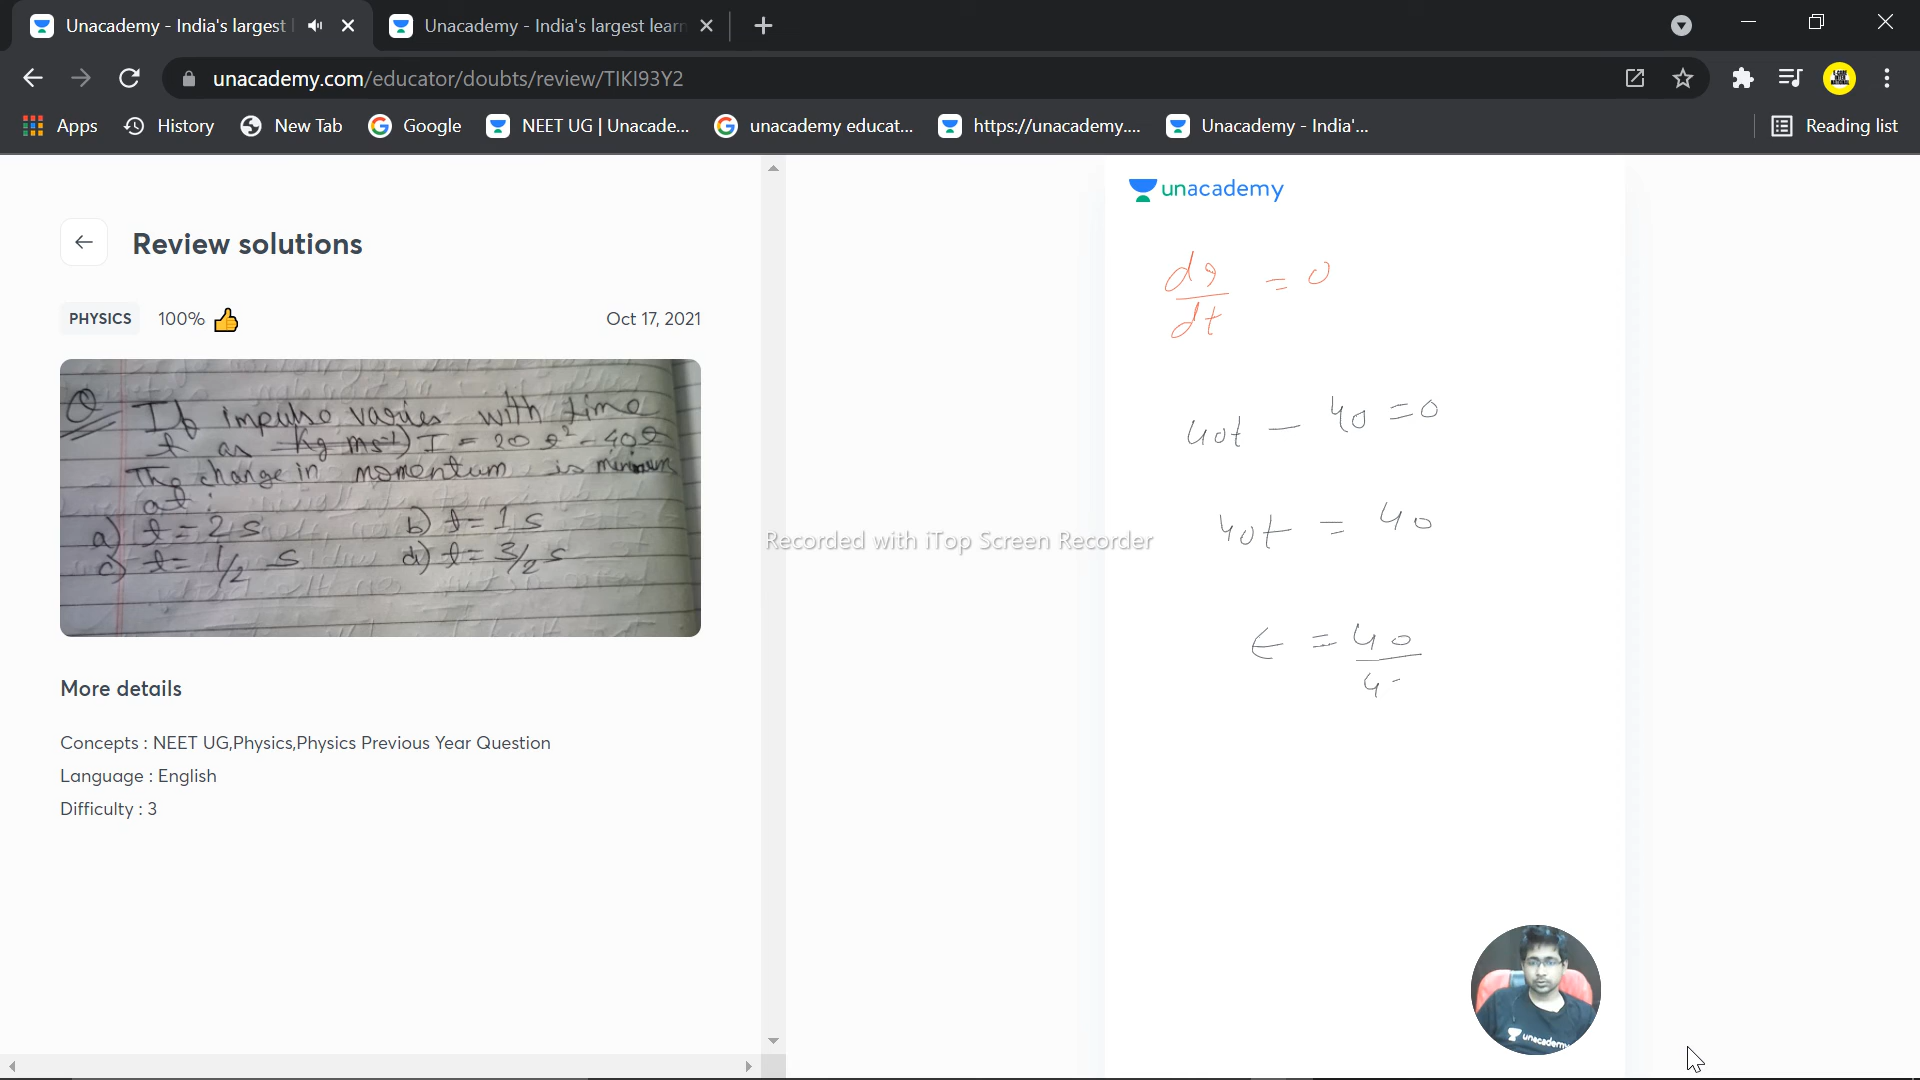 Unacademy - India's largest l
Unacademy - India's largest learn
unacademy.com/educator/doubts/review/TIKI93Y2
Apps
History
New Tab
Google
NEET UG | Unacade...
unacademy educat...
https://unacademy....
Unacademy - India'...
Reading list
Review solutions
PHYSICS 100% Oct 17, 2021
Q If impulse varies with time
t as Kg ms⁻¹) I = 20 t² - 40t
The change in momentum is minimum
at :
a) t = 2 s b) t = 1 s
c) t = 1/2 s d) t = 3/2 s
More details
Concepts : NEET UG,Physics,Physics Previous Year Question
Language : English
Difficulty : 3
unacademy
dI/dt = 0
40t - 40 = 0
40t = 40
t = 40
4-
Recorded with iTop Screen Recorder
unacademy